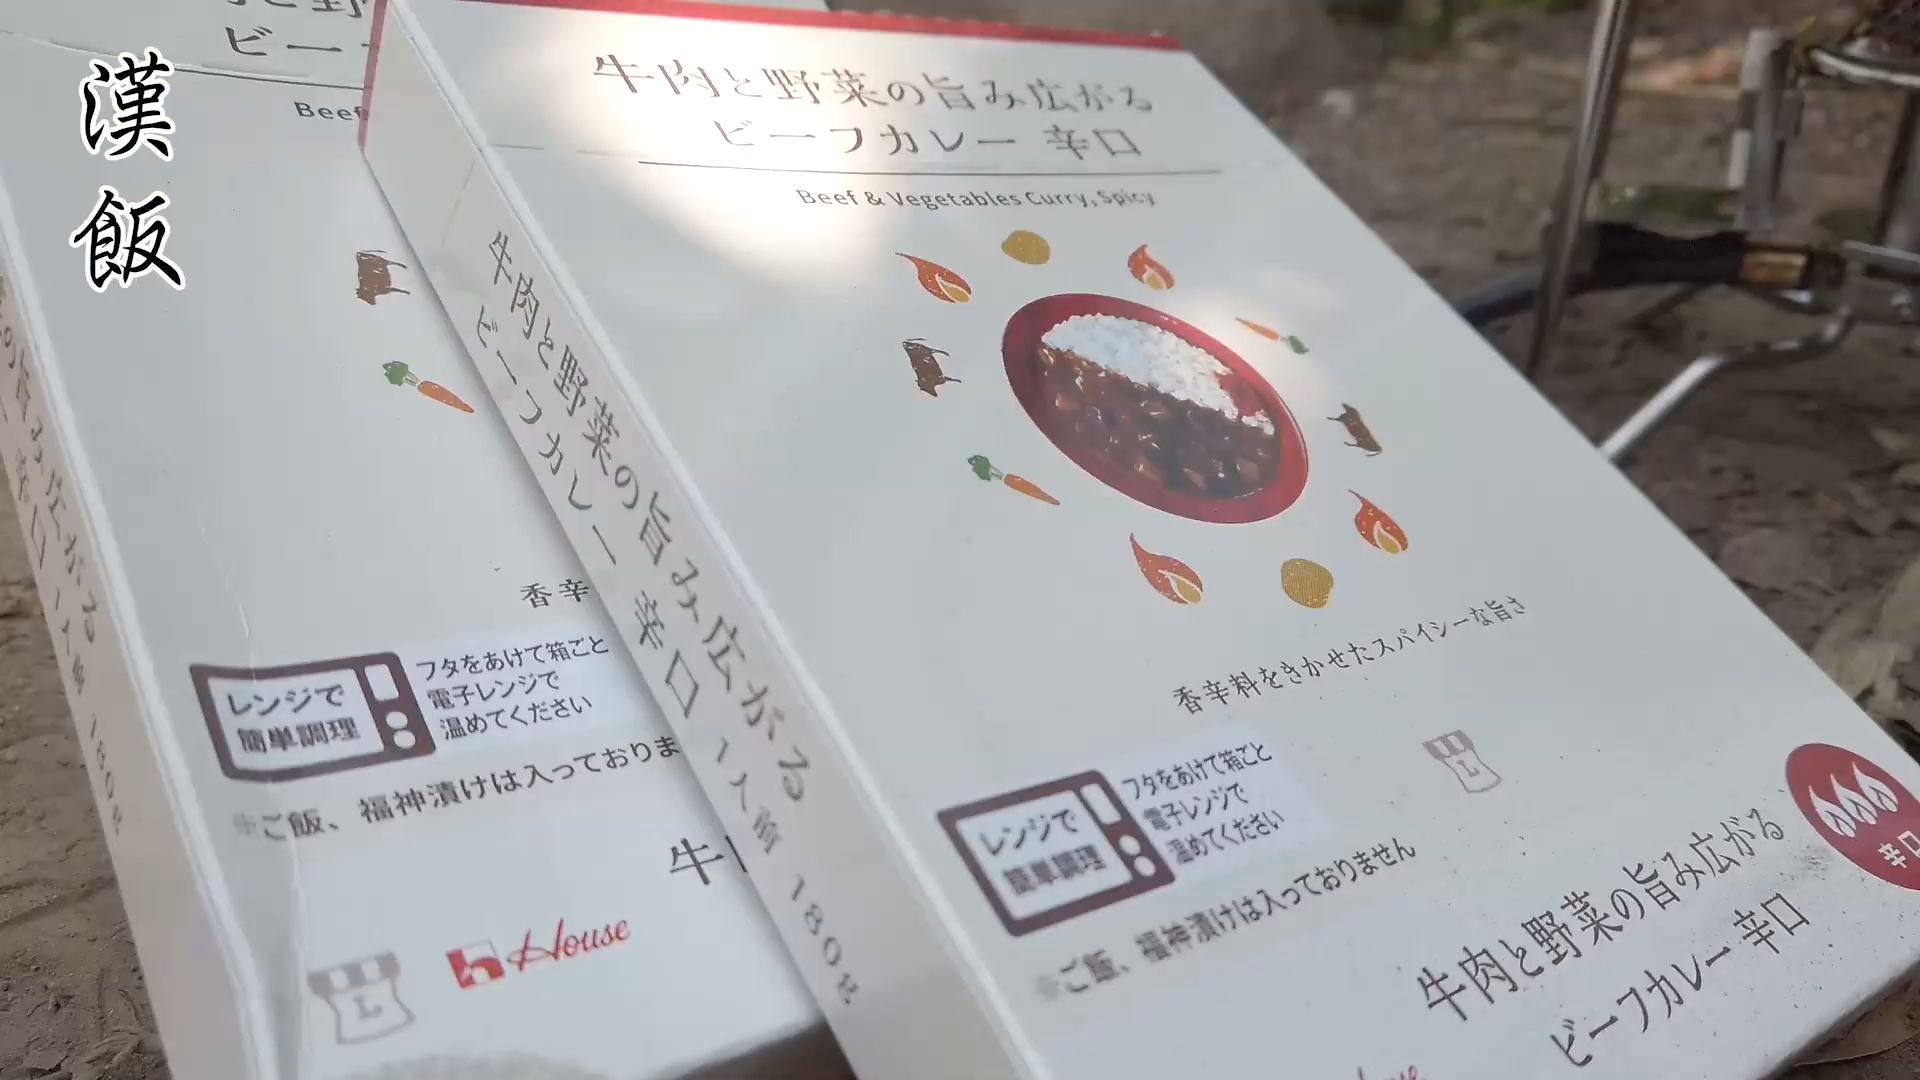 漢飯
ビー
Beef
香辛
レンジで
簡単調理
フタをあけて箱ごと
電子レンジで
温めてください
※ご飯、福神漬けは入っておりま
牛
House
L
牛肉と野菜の旨み広がる
ビーフカレー 辛口
Beef & Vegetables Curry, Spicy
牛肉と野菜の旨み広がる
ビーフカレー 辛口 1人前 180g
香辛料をきかせたスパイシーな旨さ
レンジで
簡単調理
フタをあけて箱ごと
電子レンジで
温めてください
※ご飯、福神漬けは入っておりません
L
辛口
牛肉と野菜の旨み広がる
ビーフカレー 辛口